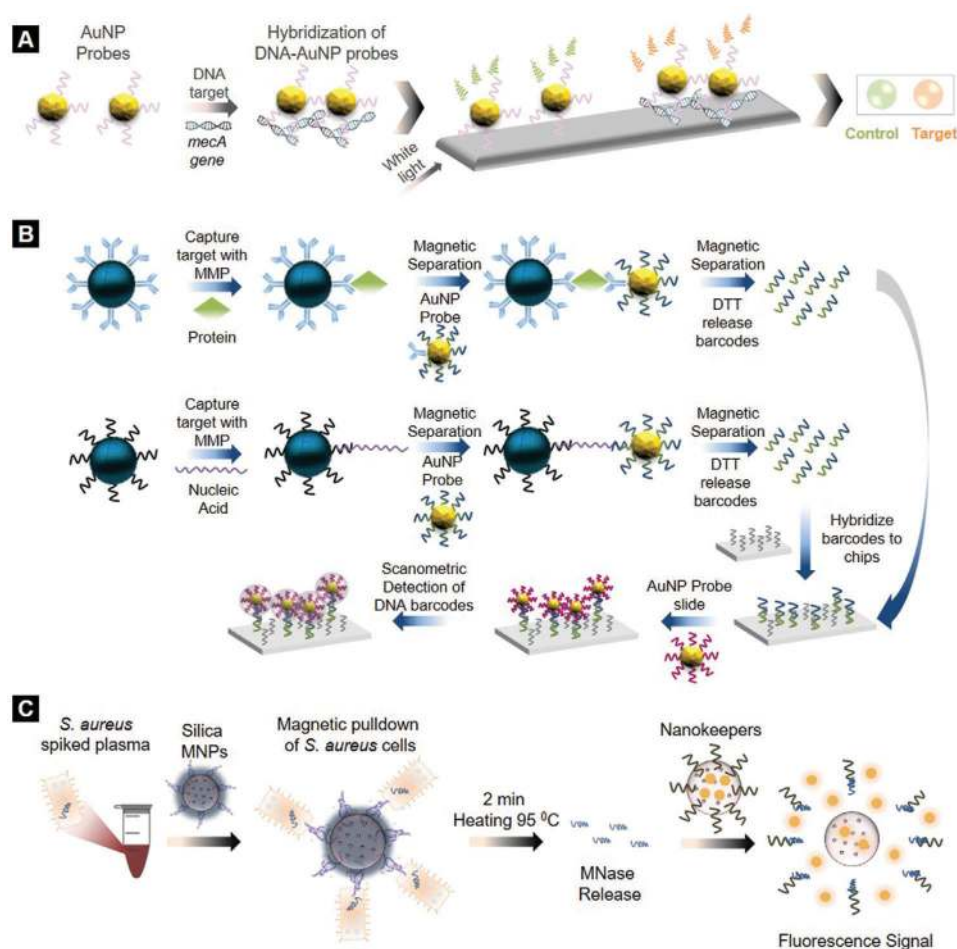 A
AuNP
Probes
DNA
target
mecA
gene
Hybridization of
DNA-AuNP probes
White
light
Control
Target
B
Capture
target with
MMP
Protein
Magnetic
Separation
AuNP
Probe
Magnetic
Separation
DTT
release
barcodes
Capture
target with
MMP
Nucleic
Acid
Magnetic
Separation
AuNP
Probe
Magnetic
Separation
DTT
release
barcodes
Hybridize
barcodes to
chips
AuNP Probe
slide
Scanometric
Detection of
DNA barcodes
C
S. aureus
spiked plasma
Silica
MNPs
Magnetic pulldown
of S. aureus cells
2 min
Heating 95 ⁰C
MNase
Release
Nanokeepers
Fluorescence Signal